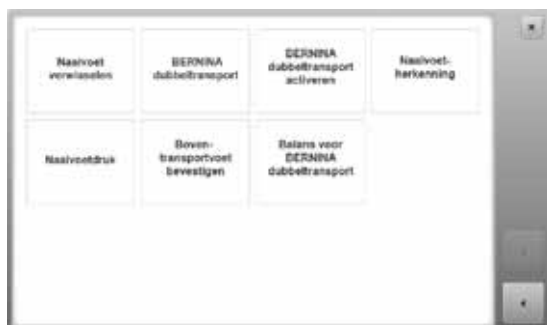 Naaivoet
verwisselen
BERNINA
dubbeltransport
BERNINA
dubbeltransport
activeren
Naaivoet-
herkenning
Naaivoetdruk
Boven-
transportvoet
bevestigen
Balans voor
BERNINA
dubbeltransport